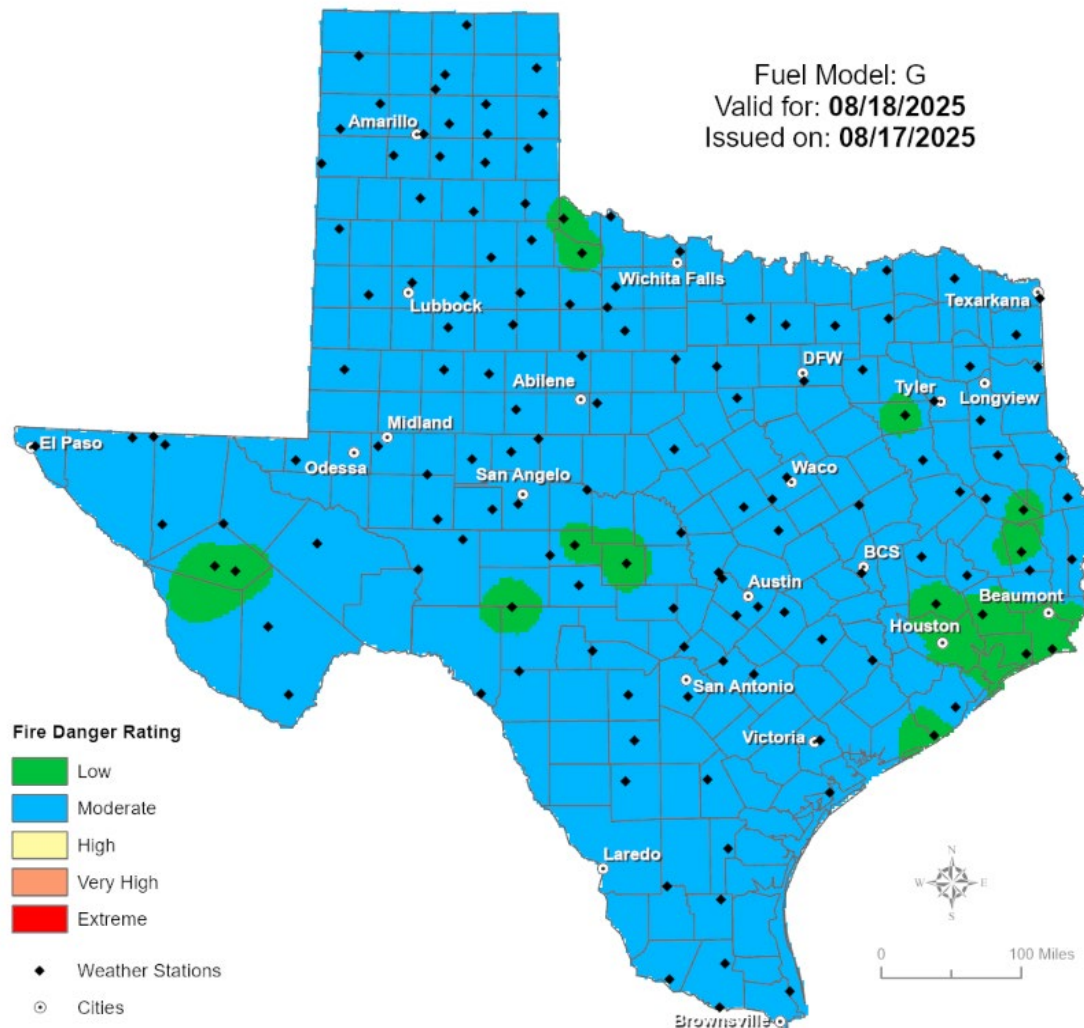 Fuel Model: G
Valid for: 08/18/2025
Issued on: 08/17/2025
Amarillo
Wichita Falls
Lubbock
Texarkana
DFW
Abilene
Tyler
Longview
Midland
El Paso
Odessa
San Angelo
Waco
BCS
Austin
Beaumont
Houston
San Antonio
Victoria
Laredo
Brownsville
Fire Danger Rating
Low
Moderate
High
Very High
Extreme
Weather Stations
Cities
N
W E
S
0 100 Miles